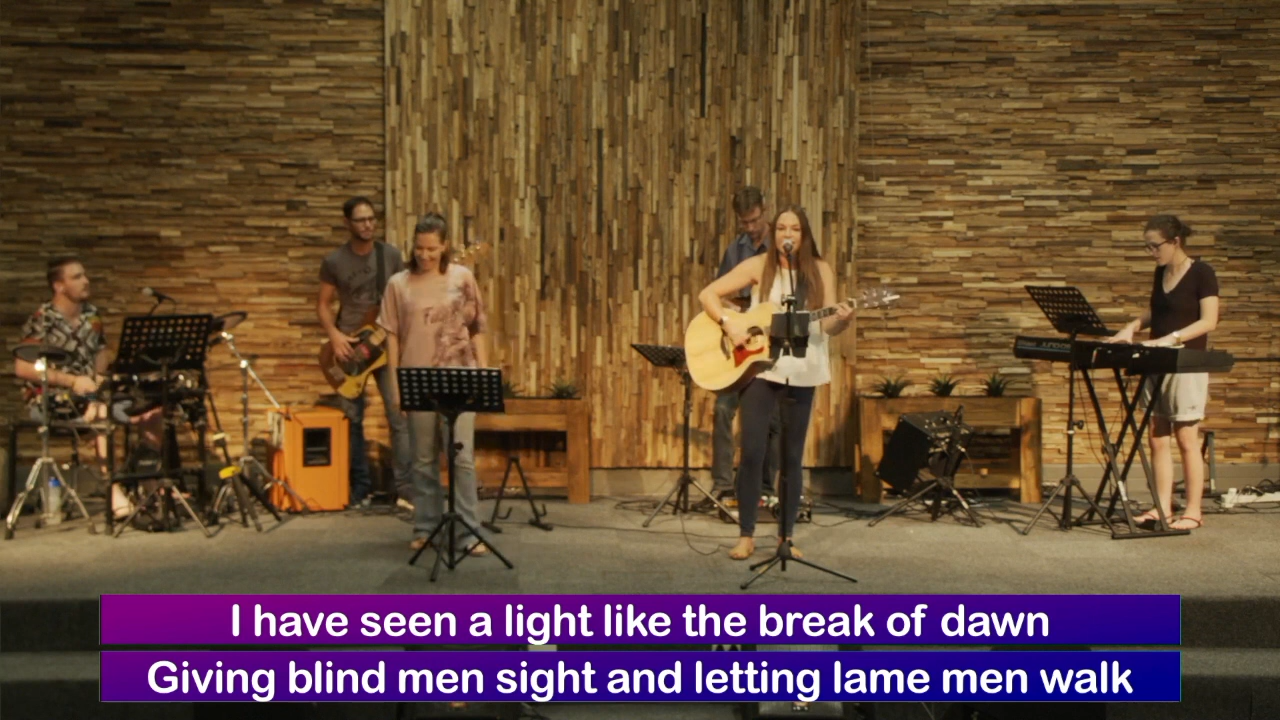 I have seen a light like the break of dawn
Giving blind men sight and letting lame men walk